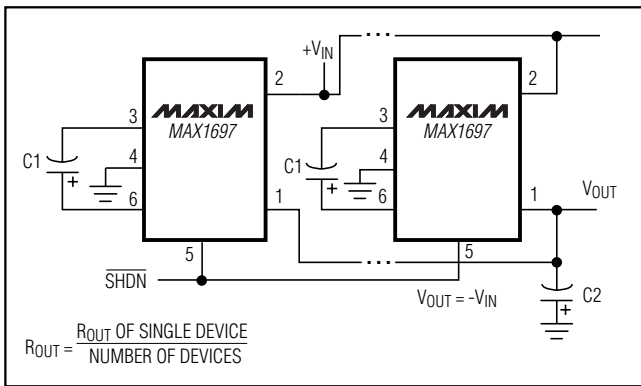 +VIN
2
MAXIM
MAX1697
3
4
6
1
5
C1
+
...
2
MAXIM
MAX1697
3
4
6
1
5
C1
+
VOUT
...
SHDN
VOUT = -VIN
C2
+
ROUT = ROUT OF SINGLE DEVICE
NUMBER OF DEVICES